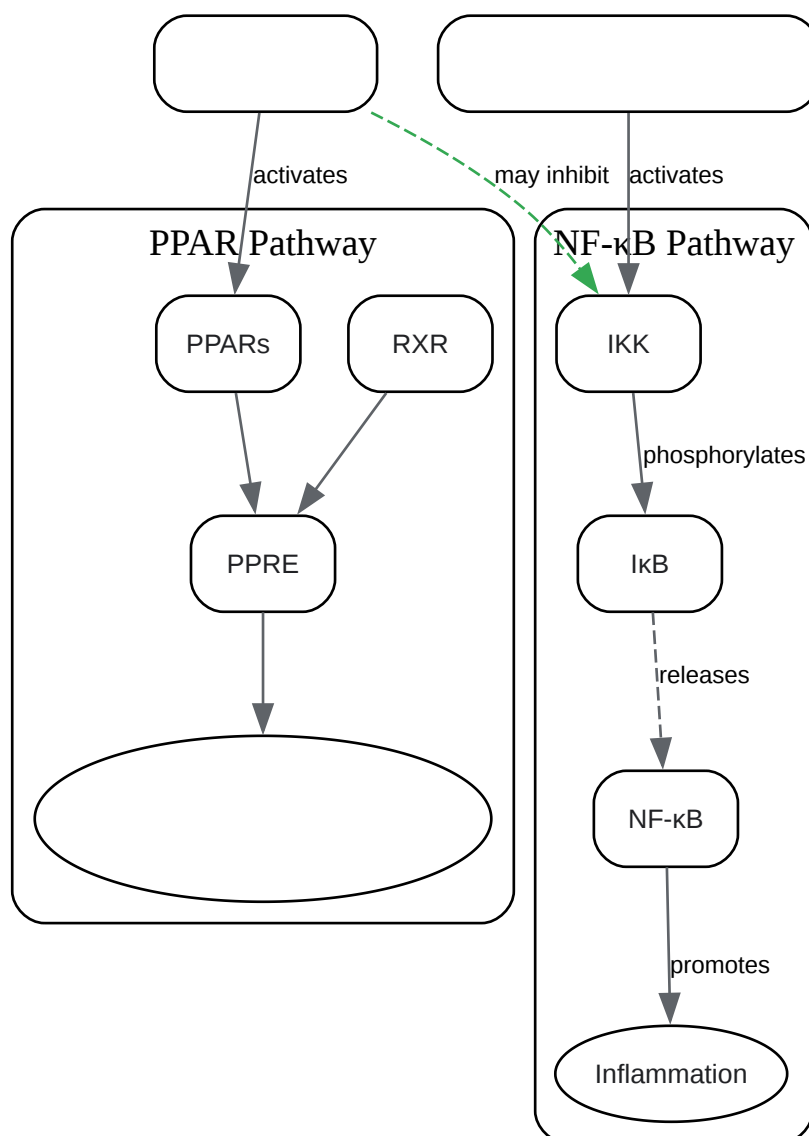 activates
may inhibit
activates
PPAR Pathway
NF-κB Pathway
PPARs
RXR
IKK
phosphorylates
PPRE
IκB
releases
NF-κB
promotes
Inflammation